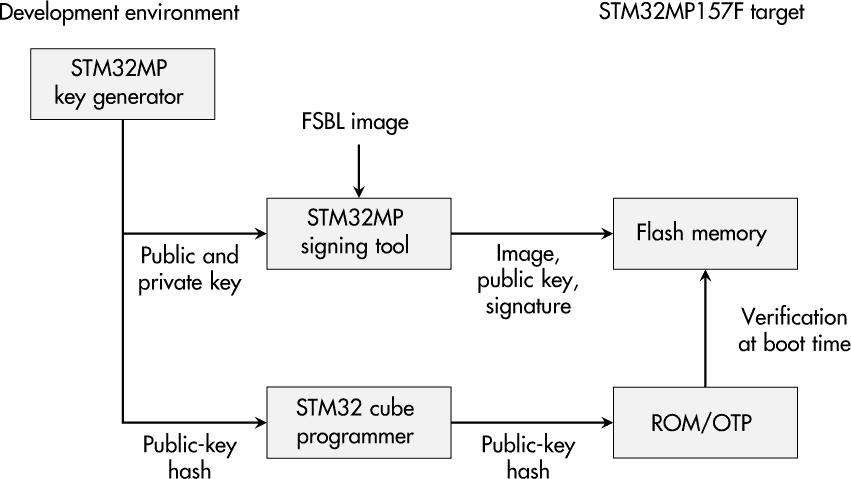 Development environment
STM32MP157F target
STM32MP
key generator
FSBL image
STM32MP
signing tool
Flash memory
Public and
private key
Image,
public key,
signature
Verification
at boot time
STM32 cube
programmer
ROM/OTP
Public-key
hash
Public-key
hash